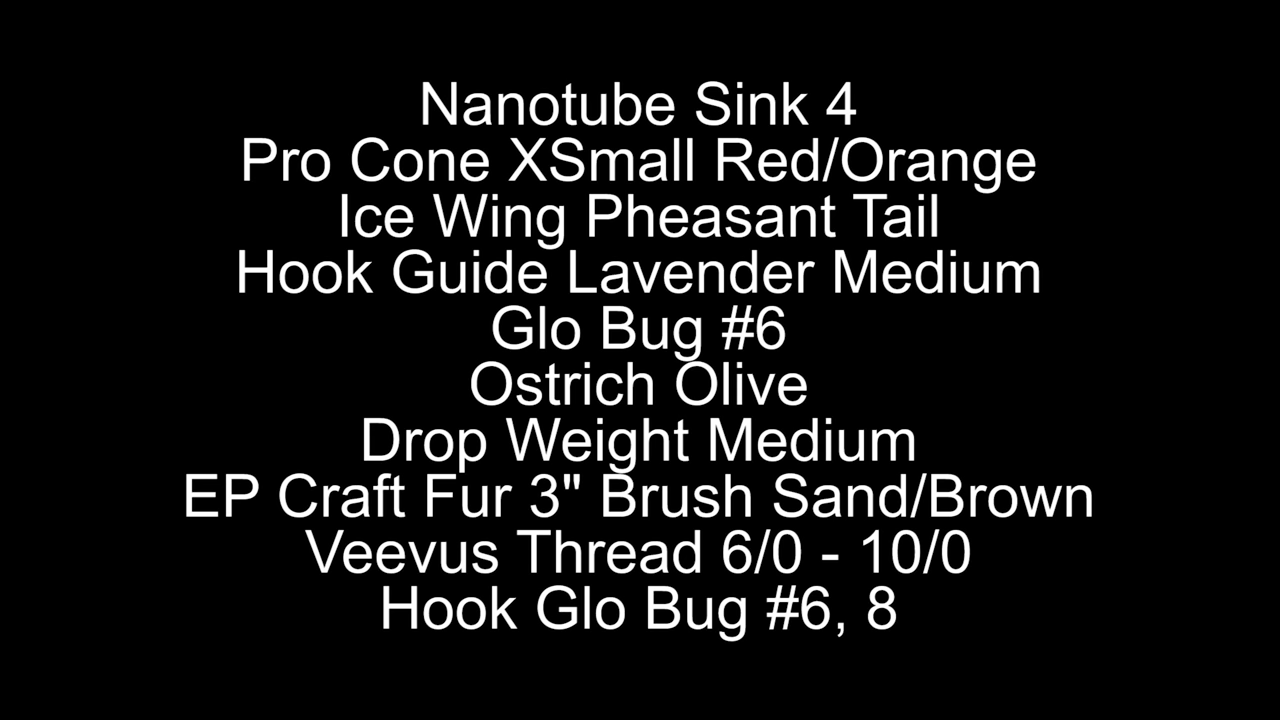 Nanotube Sink 4
Pro Cone XSmall Red/Orange
Ice Wing Pheasant Tail
Hook Guide Lavender Medium
Glo Bug #6
Ostrich Olive
Drop Weight Medium
EP Craft Fur 3" Brush Sand/Brown
Veevus Thread 6/0 - 10/0
Hook Glo Bug #6, 8